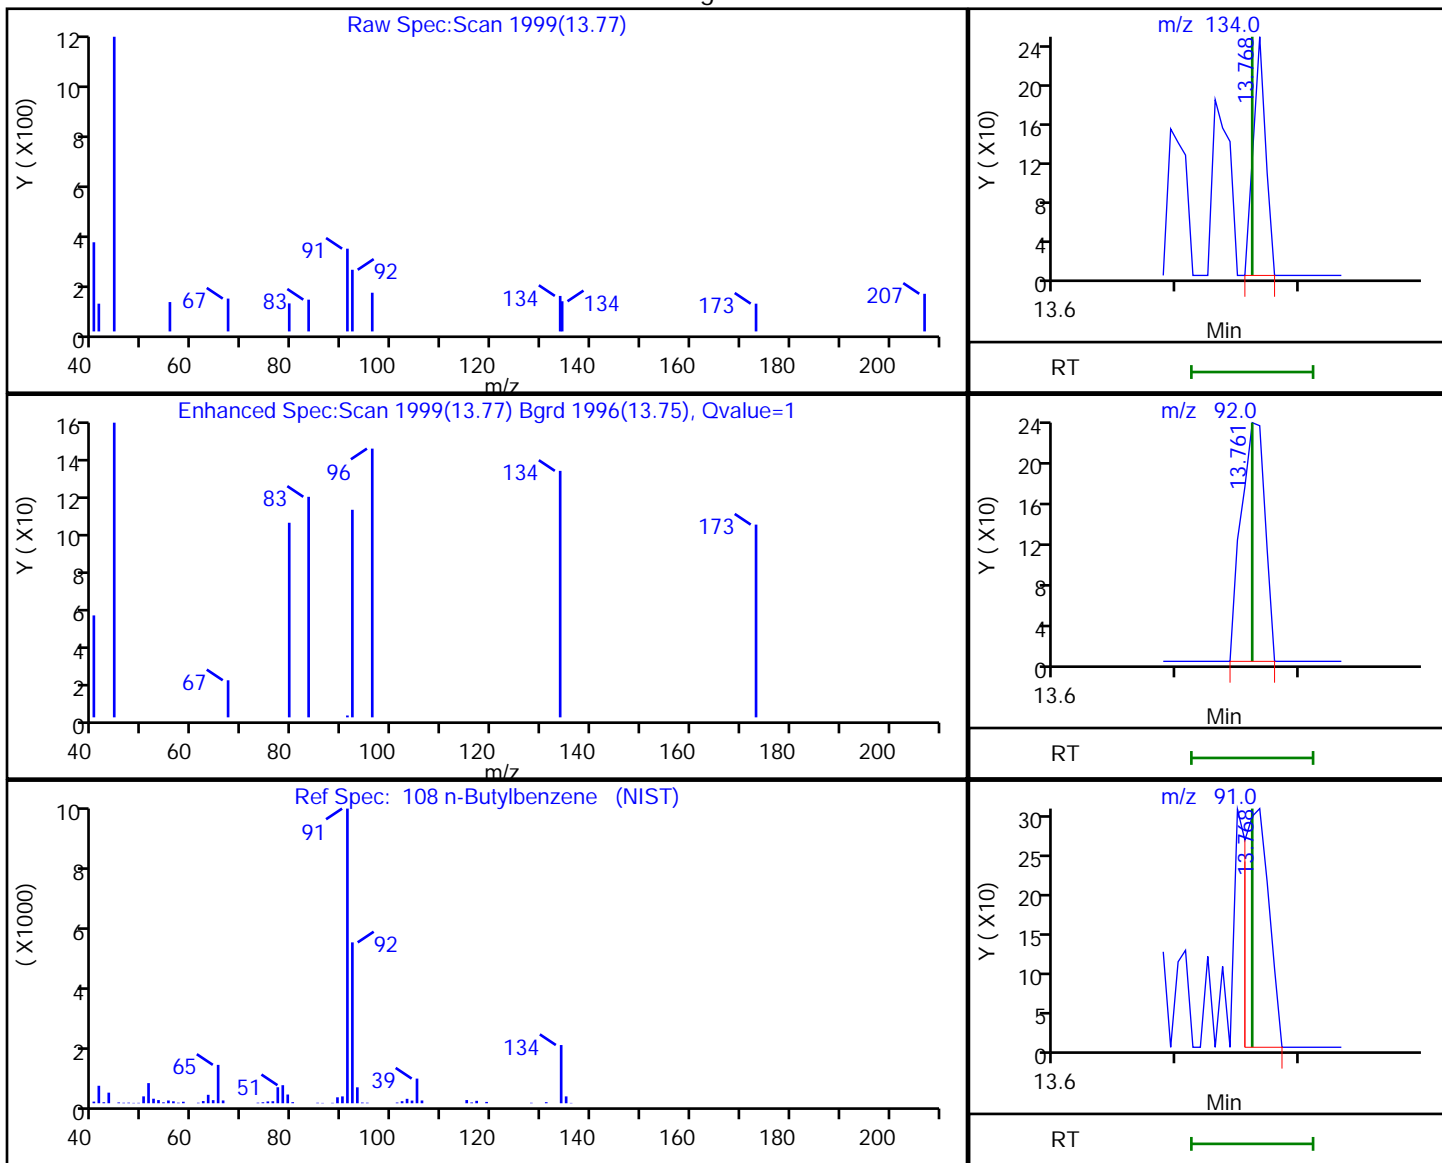 Raw Spec:Scan 1999(13.77)
Y ( X100)
12
10
8
6
4
2
0
91
92
67
83
134
134
173
207
40 60 80 100 120 140 160 180 200
m/z
m/z 134.0
Y ( X10)
24
20
16
12
8
4
0
13.768
13.6
Min
RT
Enhanced Spec:Scan 1999(13.77) Bgrd 1996(13.75), Qvalue=1
Y ( X10)
16
14
12
10
8
6
4
2
0
96
83
134
173
67
40 60 80 100 120 140 160 180 200
m/z
m/z 92.0
Y ( X10)
24
20
16
12
8
4
0
13.761
13.6
Min
RT
Ref Spec: 108 n-Butylbenzene (NIST)
( X1000)
10
8
6
4
2
0
91
92
134
65
51
39
40 60 80 100 120 140 160 180 200
m/z 91.0
Y ( X10)
30
25
20
15
10
5
0
13.768
13.6
Min
RT